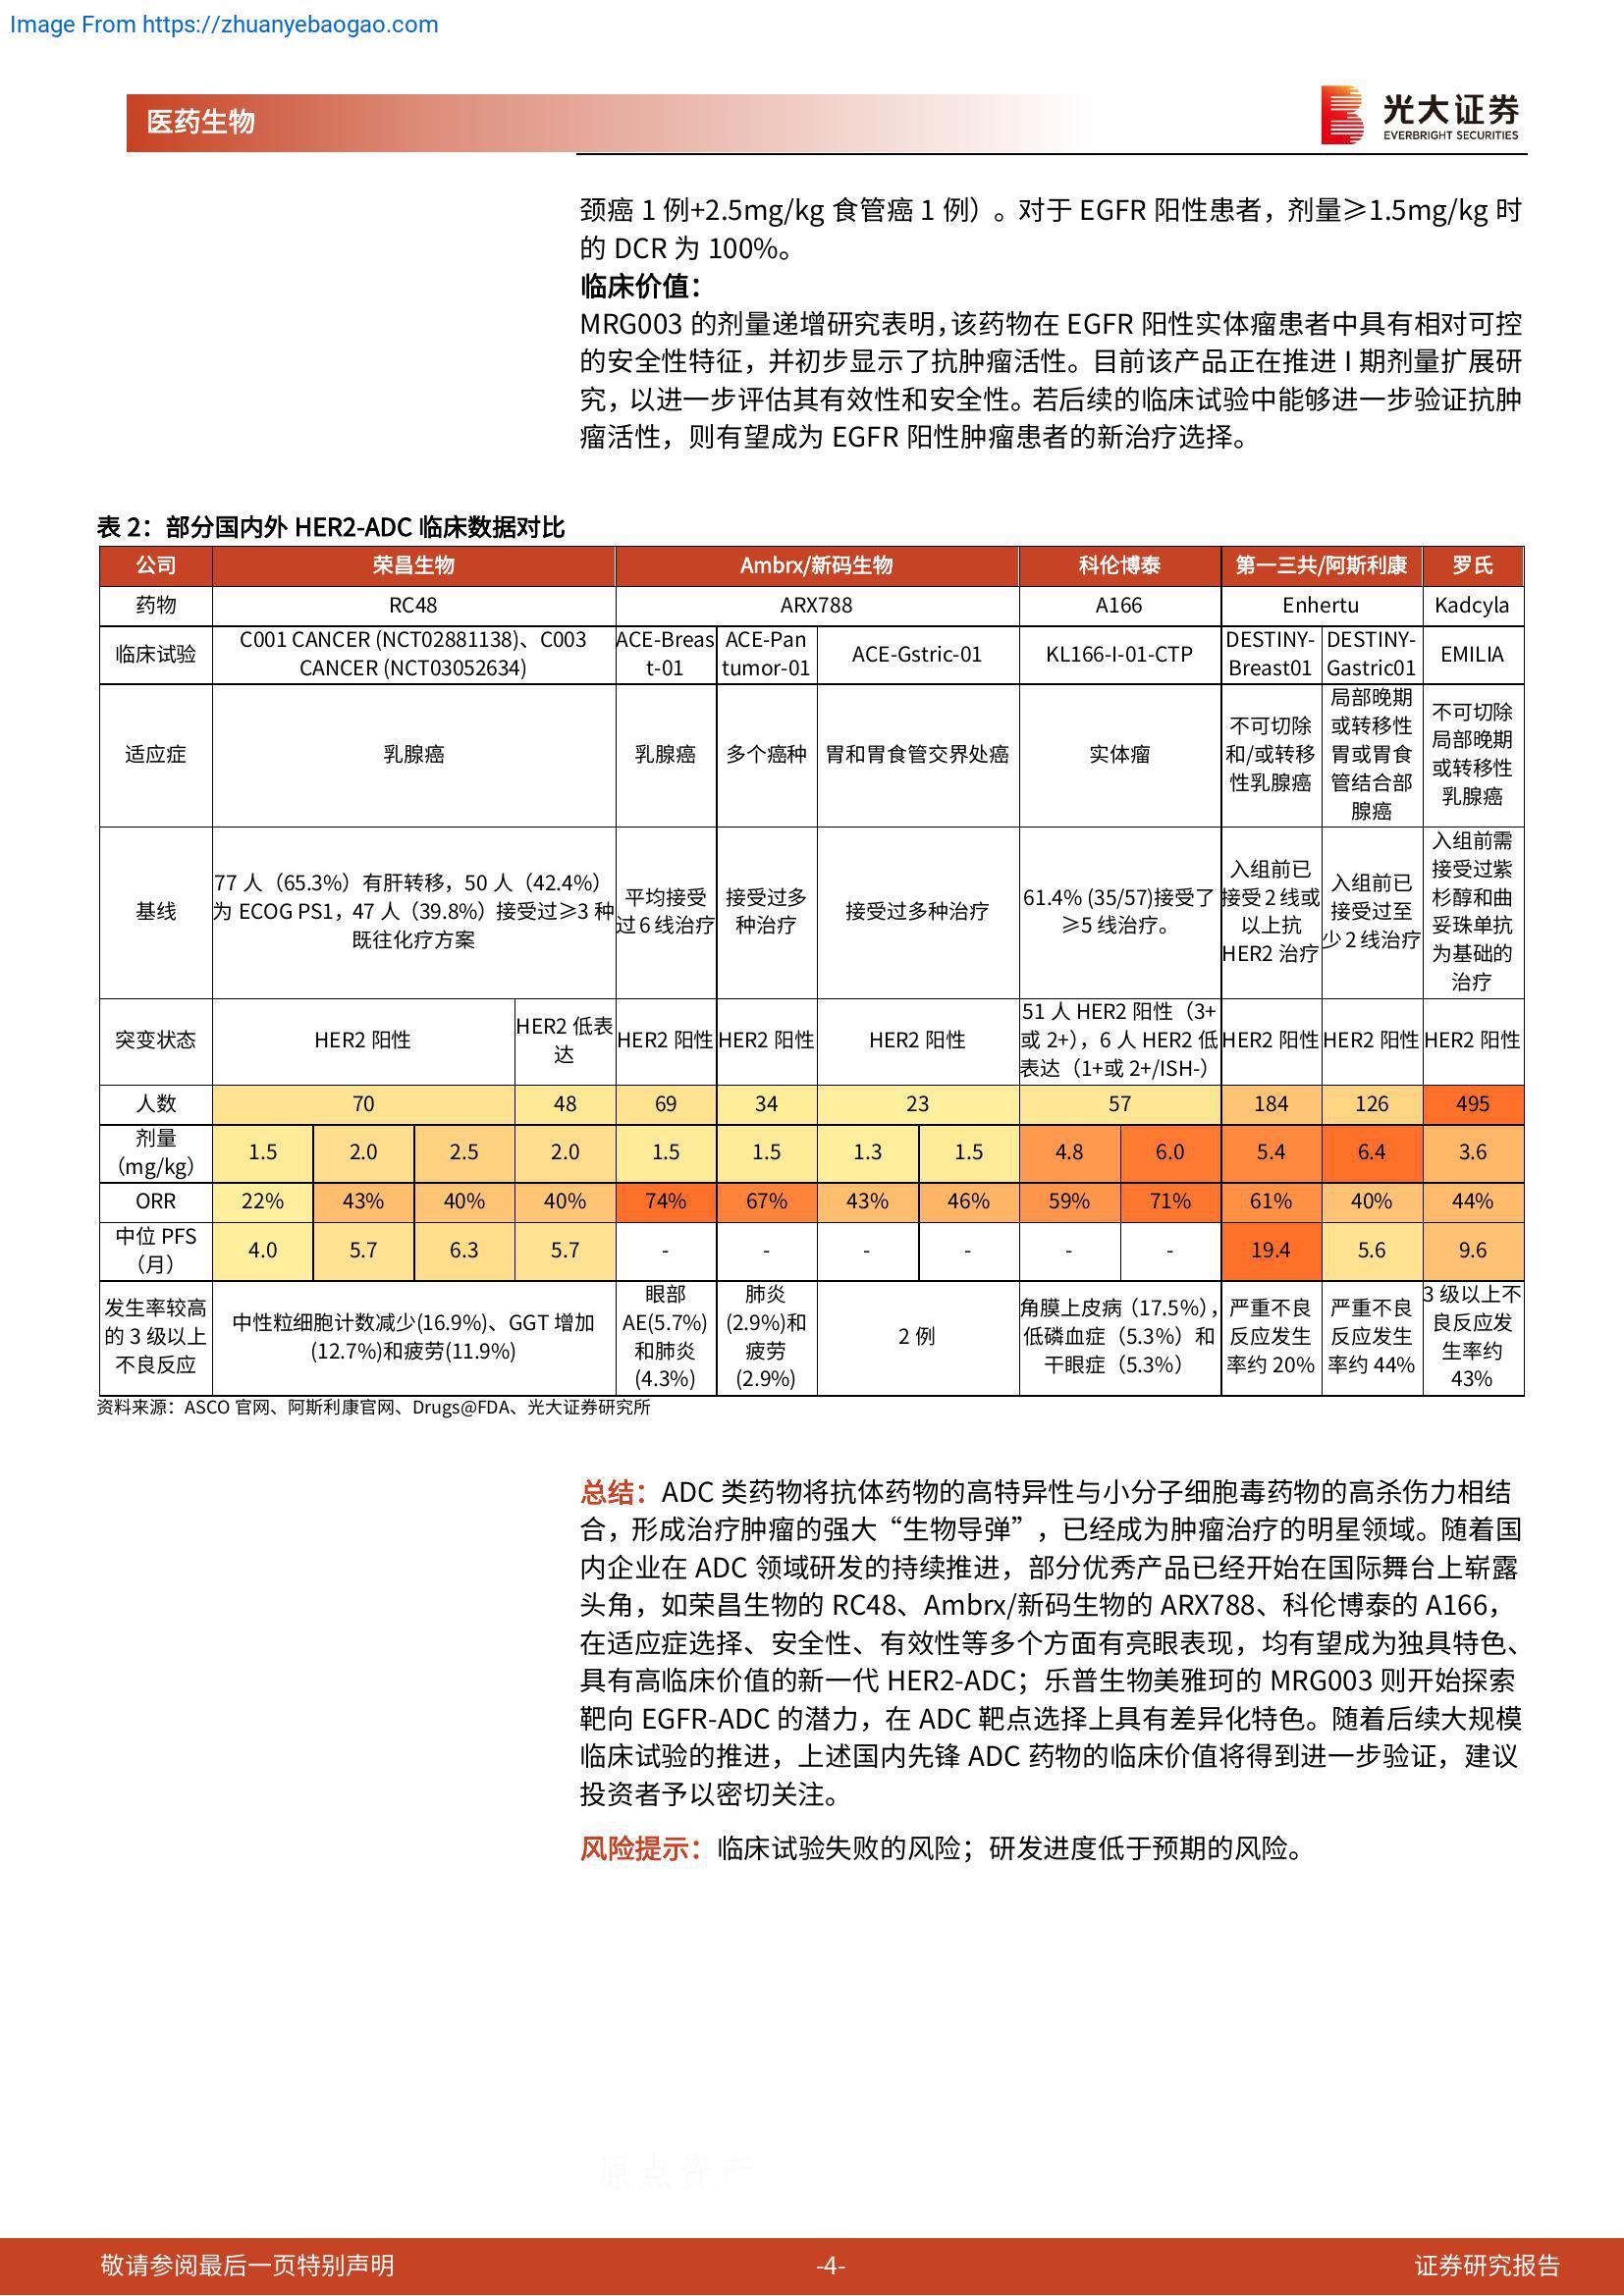 Image From https://zhuanyebaogao.com
医药生物
光大证券
EVERBRIGHT SECURITIES
颈癌 1 例+2.5mg/kg 食管癌 1 例）。对于 EGFR 阳性患者，剂量≥1.5mg/kg 时
的 DCR 为 100%。
临床价值：
MRG003 的剂量递增研究表明，该药物在 EGFR 阳性实体瘤患者中具有相对可控
的安全性特征，并初步显示了抗肿瘤活性。目前该产品正在推进 I 期剂量扩展研
究，以进一步评估其有效性和安全性。若后续的临床试验中能够进一步验证抗肿
瘤活性，则有望成为 EGFR 阳性肿瘤患者的新治疗选择。
表 2：部分国内外 HER2-ADC 临床数据对比
公司 荣昌生物 Ambrx/新码生物 科伦博泰 第一三共/阿斯利康 罗氏
药物 RC48 ARX788 A166 Enhertu Kadcyla
临床试验 C001 CANCER (NCT02881138)、C003 CANCER (NCT03052634) ACE-Breast-01 ACE-Pan tumor-01 ACE-Gstric-01 KL166-I-01-CTP DESTINY-Breast01 DESTINY-Gastric01 EMILIA
适应症 乳腺癌 乳腺癌 多个癌种 胃和胃食管交界处癌 实体瘤 不可切除和/或转移性乳腺癌 局部晚期或转移性胃或胃食管结合部腺癌 不可切除局部晚期或转移性乳腺癌
基线 77 人（65.3%）有肝转移，50 人（42.4%）为 ECOG PS1，47 人（39.8%）接受过≥3 种既往化疗方案 平均接受过 6 线治疗 接受过多种治疗 接受过多种治疗 61.4% (35/57)接受了≥5 线治疗。 入组前已接受 2 线或以上抗 HER2 治疗 入组前已接受过至少 2 线治疗 入组前需接受过紫杉醇和曲妥珠单抗为基础的治疗
突变状态 HER2 阳性 HER2 低表达 HER2 阳性 HER2 阳性 HER2 阳性 51 人 HER2 阳性（3+或 2+），6 人 HER2 低表达（1+或 2+/ISH-） HER2 阳性 HER2 阳性 HER2 阳性
人数 70 48 69 34 23 57 184 126 495
剂量（mg/kg） 1.5 2.0 2.5 2.0 1.5 1.5 1.3 1.5 4.8 6.0 5.4 6.4 3.6
ORR 22% 43% 40% 40% 74% 67% 43% 46% 59% 71% 61% 40% 44%
中位 PFS（月） 4.0 5.7 6.3 5.7 - - - - - - 19.4 5.6 9.6
发生率较高的 3 级以上不良反应 中性粒细胞计数减少(16.9%)、GGT 增加(12.7%)和疲劳(11.9%) 眼部 AE(5.7%)和肺炎(4.3%) 肺炎(2.9%)和疲劳(2.9%) 2 例 角膜上皮病（17.5%），低磷血症（5.3%）和干眼症（5.3%） 严重不良反应发生率约 20% 严重不良反应发生率约 44% 3 级以上不良反应发生率约 43%
资料来源：ASCO 官网、阿斯利康官网、Drugs@FDA、光大证券研究所
总结：ADC 类药物将抗体药物的高特异性与小分子细胞毒药物的高杀伤力相结
合，形成治疗肿瘤的强大“生物导弹”，已经成为肿瘤治疗的明星领域。随着国
内企业在 ADC 领域研发的持续推进，部分优秀产品已经开始在国际舞台上崭露
头角，如荣昌生物的 RC48、Ambrx/新码生物的 ARX788、科伦博泰的 A166，
在适应症选择、安全性、有效性等多个方面有亮眼表现，均有望成为独具特色、
具有高临床价值的新一代 HER2-ADC；乐普生物美雅珂的 MRG003 则开始探索
靶向 EGFR-ADC 的潜力，在 ADC 靶点选择上具有差异化特色。随着后续大规模
临床试验的推进，上述国内先锋 ADC 药物的临床价值将得到进一步验证，建议
投资者予以密切关注。
风险提示：临床试验失败的风险；研发进度低于预期的风险。
原点资产
敬请参阅最后一页特别声明
-4-
证券研究报告